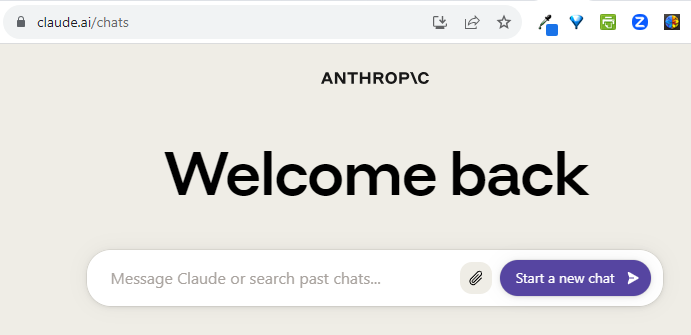 claude.ai/chats
ANTHROP\C
Welcome back
Message Claude or search past chats...
Start a new chat